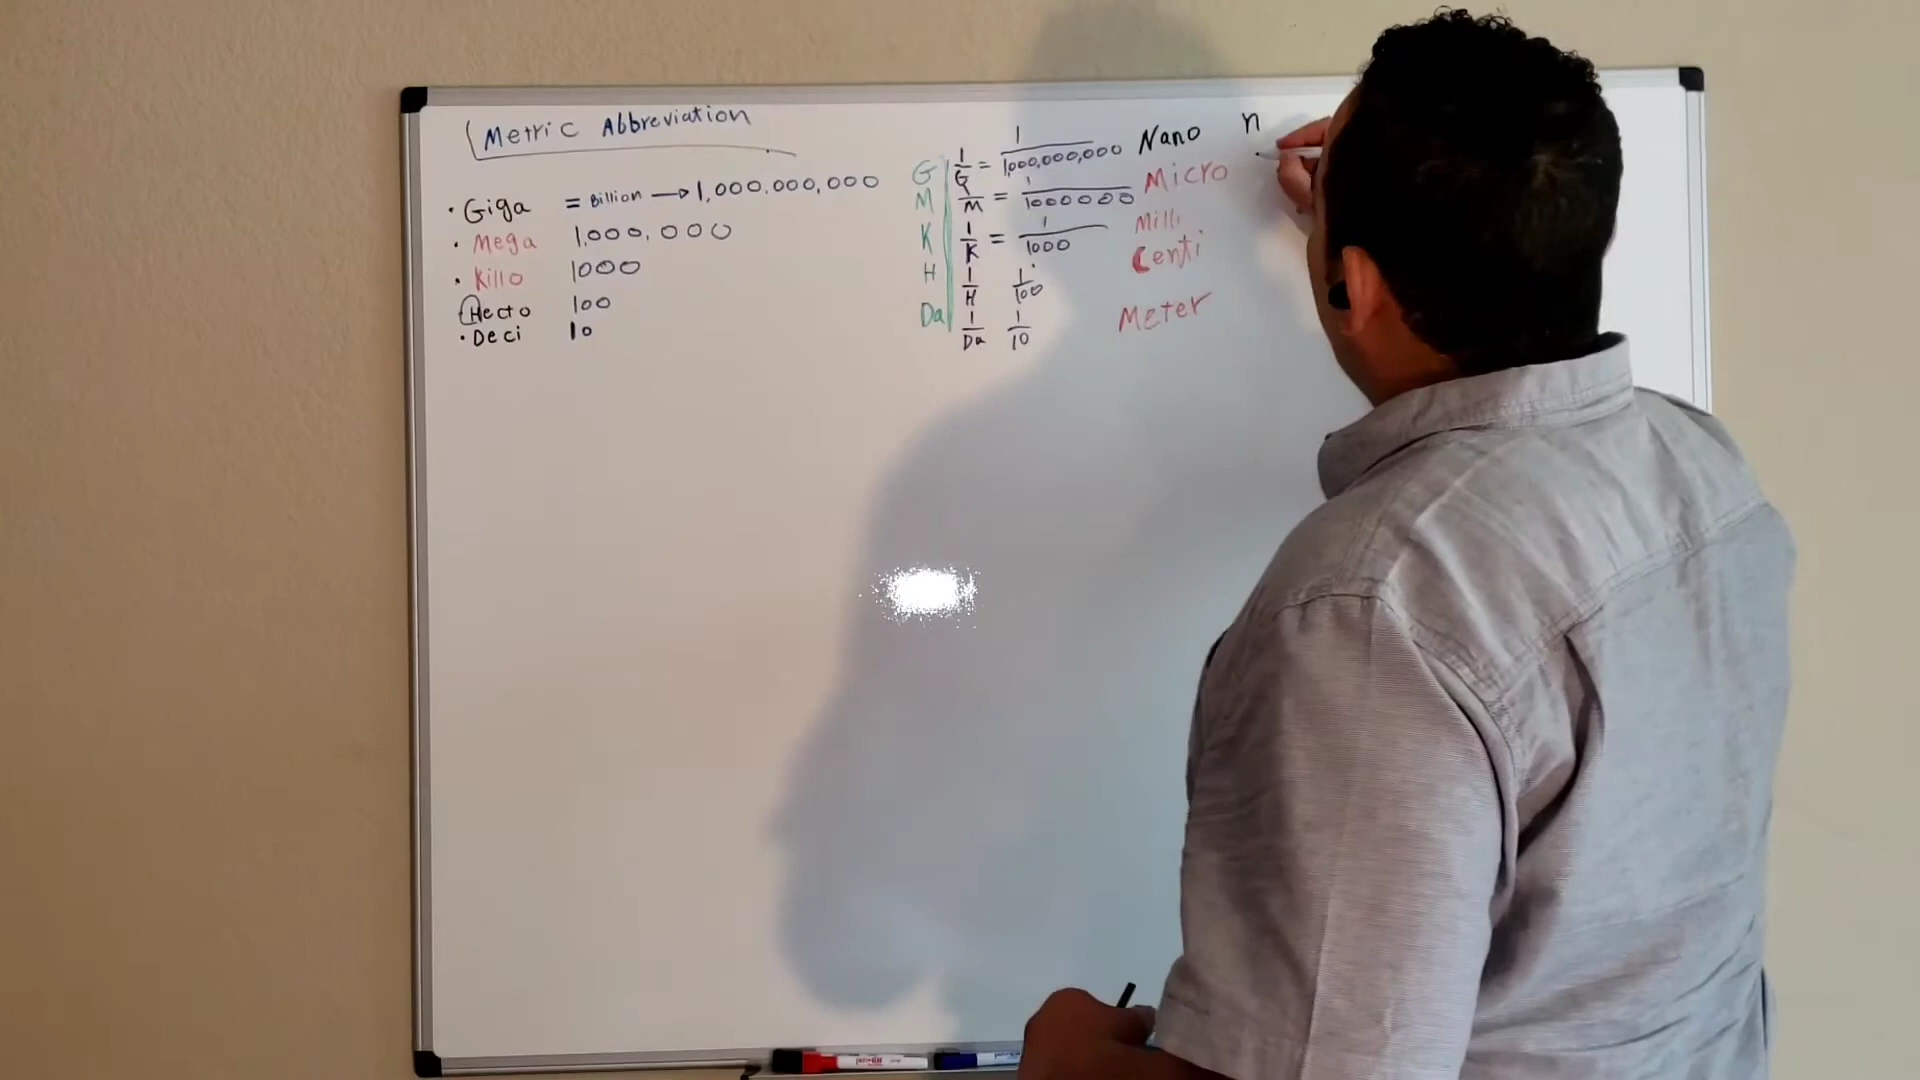 Metric Abbreviation
• Giga = Billion → 1,000,000,000
• Mega 1,000,000
• Killo 1000
Hecto 100
• Deci 10
G 1/G = 1/1,000,000,000 Nano n
M 1/M = 1/1000000 Micro
K 1/K = 1/1000 Milli
Centi
H 1/H 1/100
Da 1/Da 1/10 Meter